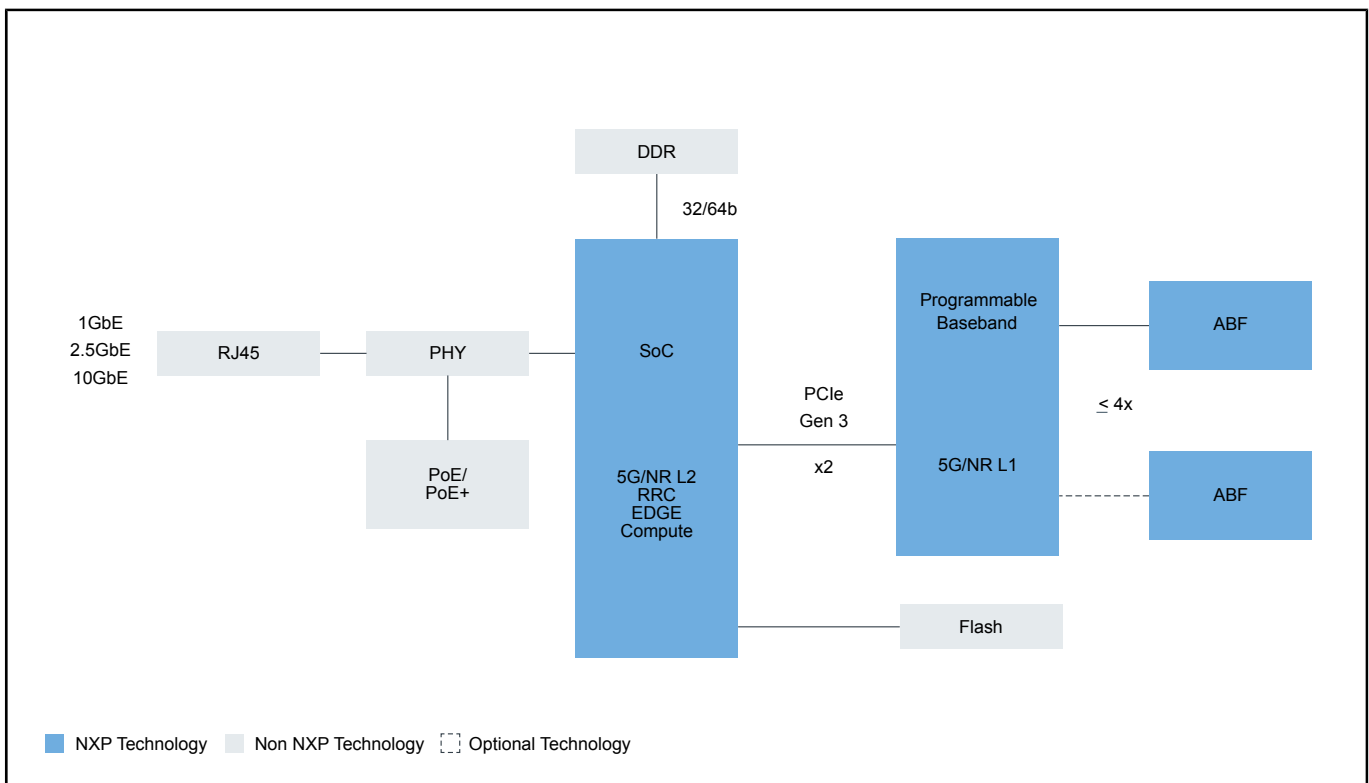 DDR
32/64b
1GbE
2.5GbE
10GbE
RJ45
PHY
PoE/
PoE+
SoC
5G/NR L2
RRC
EDGE
Compute
PCIe
Gen 3
x2
Programmable
Baseband
5G/NR L1
ABF
≤ 4x
ABF
Flash
NXP Technology
Non NXP Technology
Optional Technology